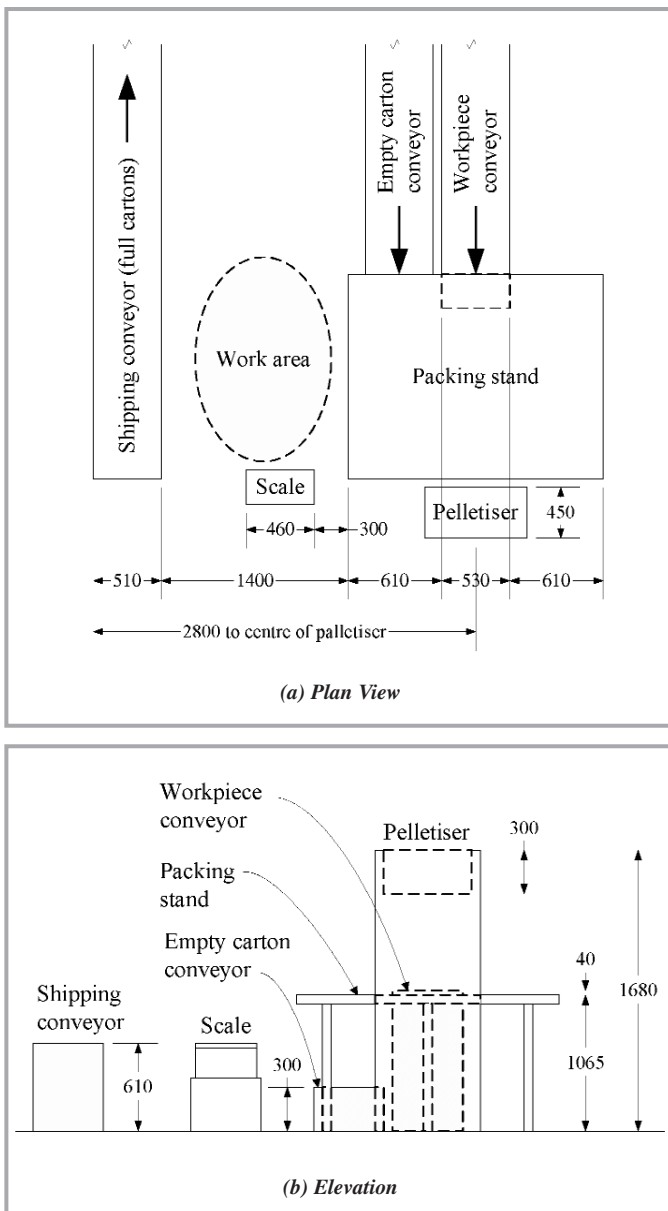 Shipping conveyor (full cartons)
Empty carton
conveyor
Workpiece
conveyor
Work area
Packing stand
Scale
Pelletiser
450
460
300
510
1400
610
530
610
2800 to centre of palletiser
(a) Plan View
Workpiece
conveyor
Pelletiser
300
Packing
stand
Empty carton
conveyor
40
1680
Shipping
conveyor
Scale
300
610
1065
(b) Elevation